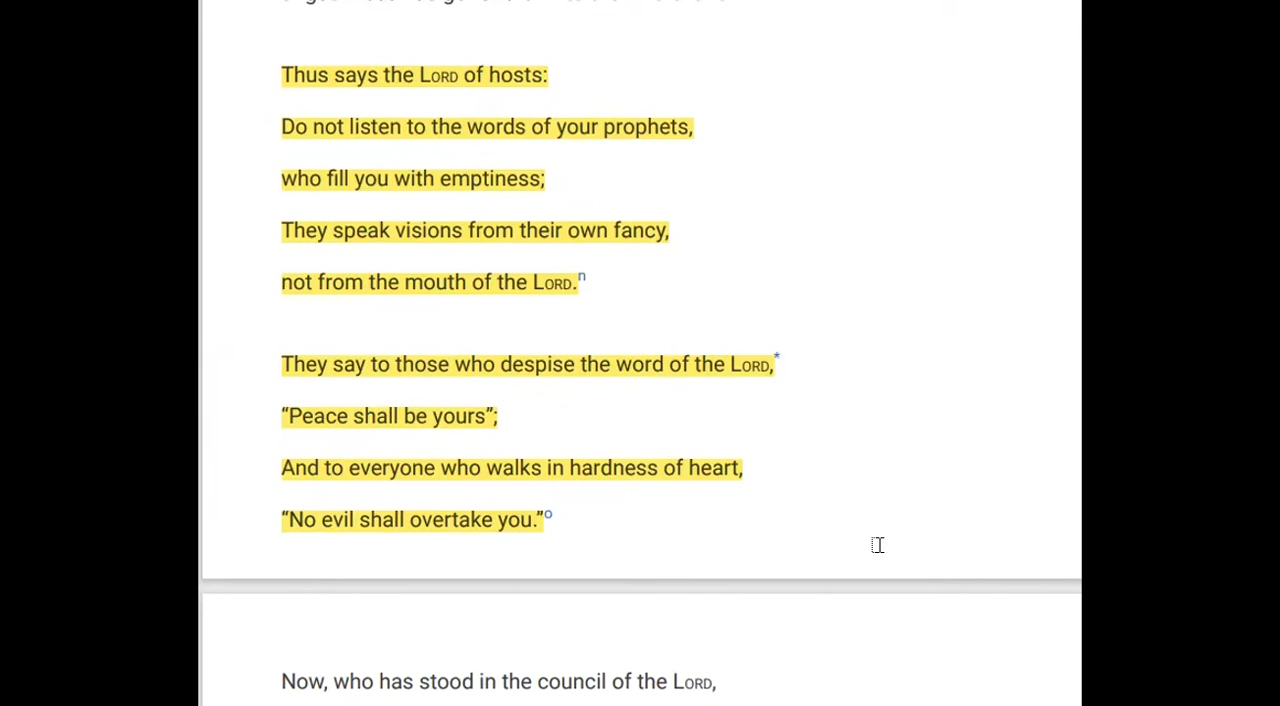 Thus says the LORD of hosts:
Do not listen to the words of your prophets,
who fill you with emptiness;
They speak visions from their own fancy,
not from the mouth of the LORD.n
They say to those who despise the word of the LORD,*
“Peace shall be yours”;
And to everyone who walks in hardness of heart,
“No evil shall overtake you.”o
Now, who has stood in the council of the LORD,